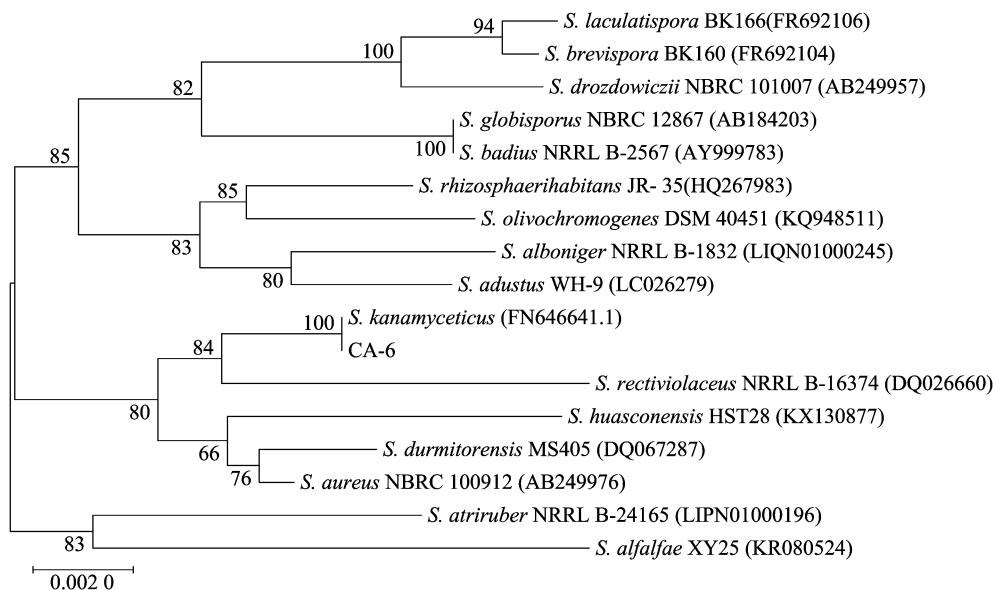 94
S. laculatispora BK166(FR692106)
100
S. brevispora BK160 (FR692104)
82
S. drozdowiczii NBRC 101007 (AB249957)
S. globisporus NBRC 12867 (AB184203)
100
S. badius NRRL B-2567 (AY999783)
85
85
S. rhizosphaerihabitans JR- 35(HQ267983)
S. olivochromogenes DSM 40451 (KQ948511)
83
S. alboniger NRRL B-1832 (LIQN01000245)
80
S. adustus WH-9 (LC026279)
100
S. kanamyceticus (FN646641.1)
84
CA-6
S. rectiviolaceus NRRL B-16374 (DQ026660)
80
S. huasconensis HST28 (KX130877)
66
S. durmitorensis MS405 (DQ067287)
76
S. aureus NBRC 100912 (AB249976)
S. atriruber NRRL B-24165 (LIPN01000196)
83
S. alfalfae XY25 (KR080524)
0.002 0